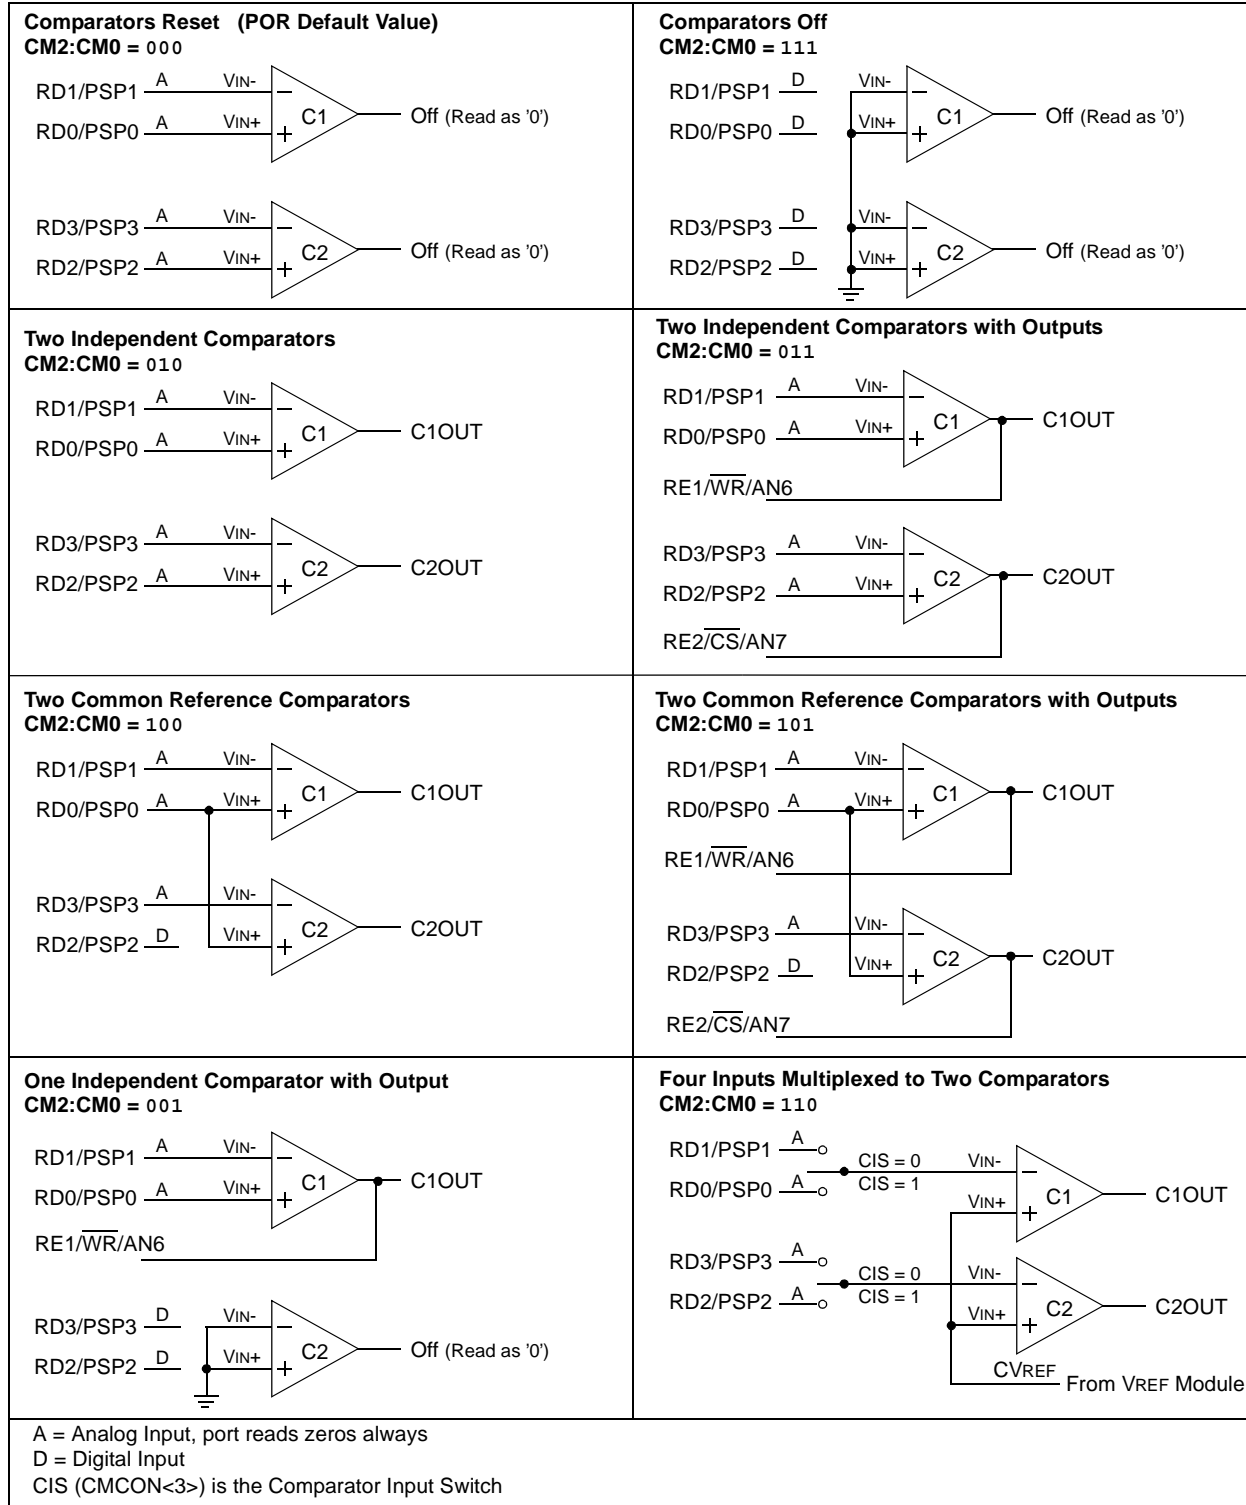 Comparators Reset (POR Default Value)
CM2:CM0 = 000
A VIN-
RD1/PSP1
C1 Off (Read as '0')
A VIN+
RD0/PSP0
A VIN-
RD3/PSP3
C2 Off (Read as '0')
A VIN+
RD2/PSP2
Comparators Off
CM2:CM0 = 111
D VIN-
RD1/PSP1
C1 Off (Read as '0')
D VIN+
RD0/PSP0
D VIN-
RD3/PSP3
C2 Off (Read as '0')
D VIN+
RD2/PSP2
Two Independent Comparators
CM2:CM0 = 010
A VIN-
RD1/PSP1
C1 C1OUT
A VIN+
RD0/PSP0
A VIN-
RD3/PSP3
C2 C2OUT
A VIN+
RD2/PSP2
Two Independent Comparators with Outputs
CM2:CM0 = 011
A VIN-
RD1/PSP1
C1 C1OUT
A VIN+
RD0/PSP0
RE1/WR/AN6
A VIN-
RD3/PSP3
C2 C2OUT
A VIN+
RD2/PSP2
RE2/CS/AN7
Two Common Reference Comparators
CM2:CM0 = 100
A VIN-
RD1/PSP1
C1 C1OUT
A VIN+
RD0/PSP0
A VIN-
RD3/PSP3
C2 C2OUT
D VIN+
RD2/PSP2
Two Common Reference Comparators with Outputs
CM2:CM0 = 101
A VIN-
RD1/PSP1
C1 C1OUT
A VIN+
RD0/PSP0
RE1/WR/AN6
A VIN-
RD3/PSP3
C2 C2OUT
D VIN+
RD2/PSP2
RE2/CS/AN7
One Independent Comparator with Output
CM2:CM0 = 001
A VIN-
RD1/PSP1
C1 C1OUT
A VIN+
RD0/PSP0
RE1/WR/AN6
D VIN-
RD3/PSP3
C2 Off (Read as '0')
D VIN+
RD2/PSP2
Four Inputs Multiplexed to Two Comparators
CM2:CM0 = 110
A
RD1/PSP1
CIS = 0 VIN-
RD0/PSP0 A CIS = 1
VIN+ C1 C1OUT
A
RD3/PSP3
CIS = 0 VIN-
RD2/PSP2 A CIS = 1
VIN+ C2 C2OUT
CVREF
From VREF Module
A = Analog Input, port reads zeros always
D = Digital Input
CIS (CMCON<3>) is the Comparator Input Switch